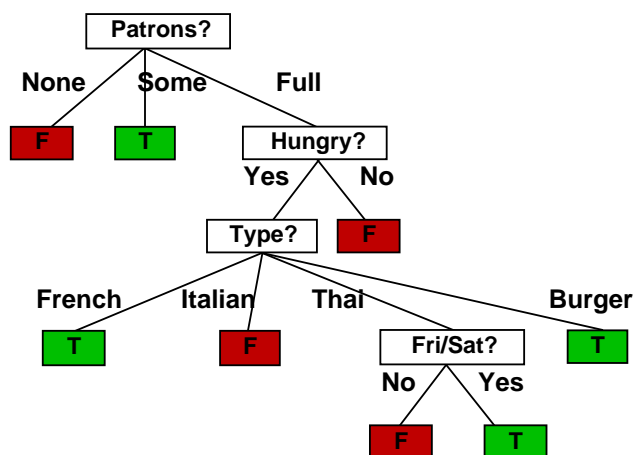 Patrons?
None Some Full
F T Hungry?
Yes No
Type? F
French Italian Thai Burger
T F Fri/Sat? T
No Yes
F T